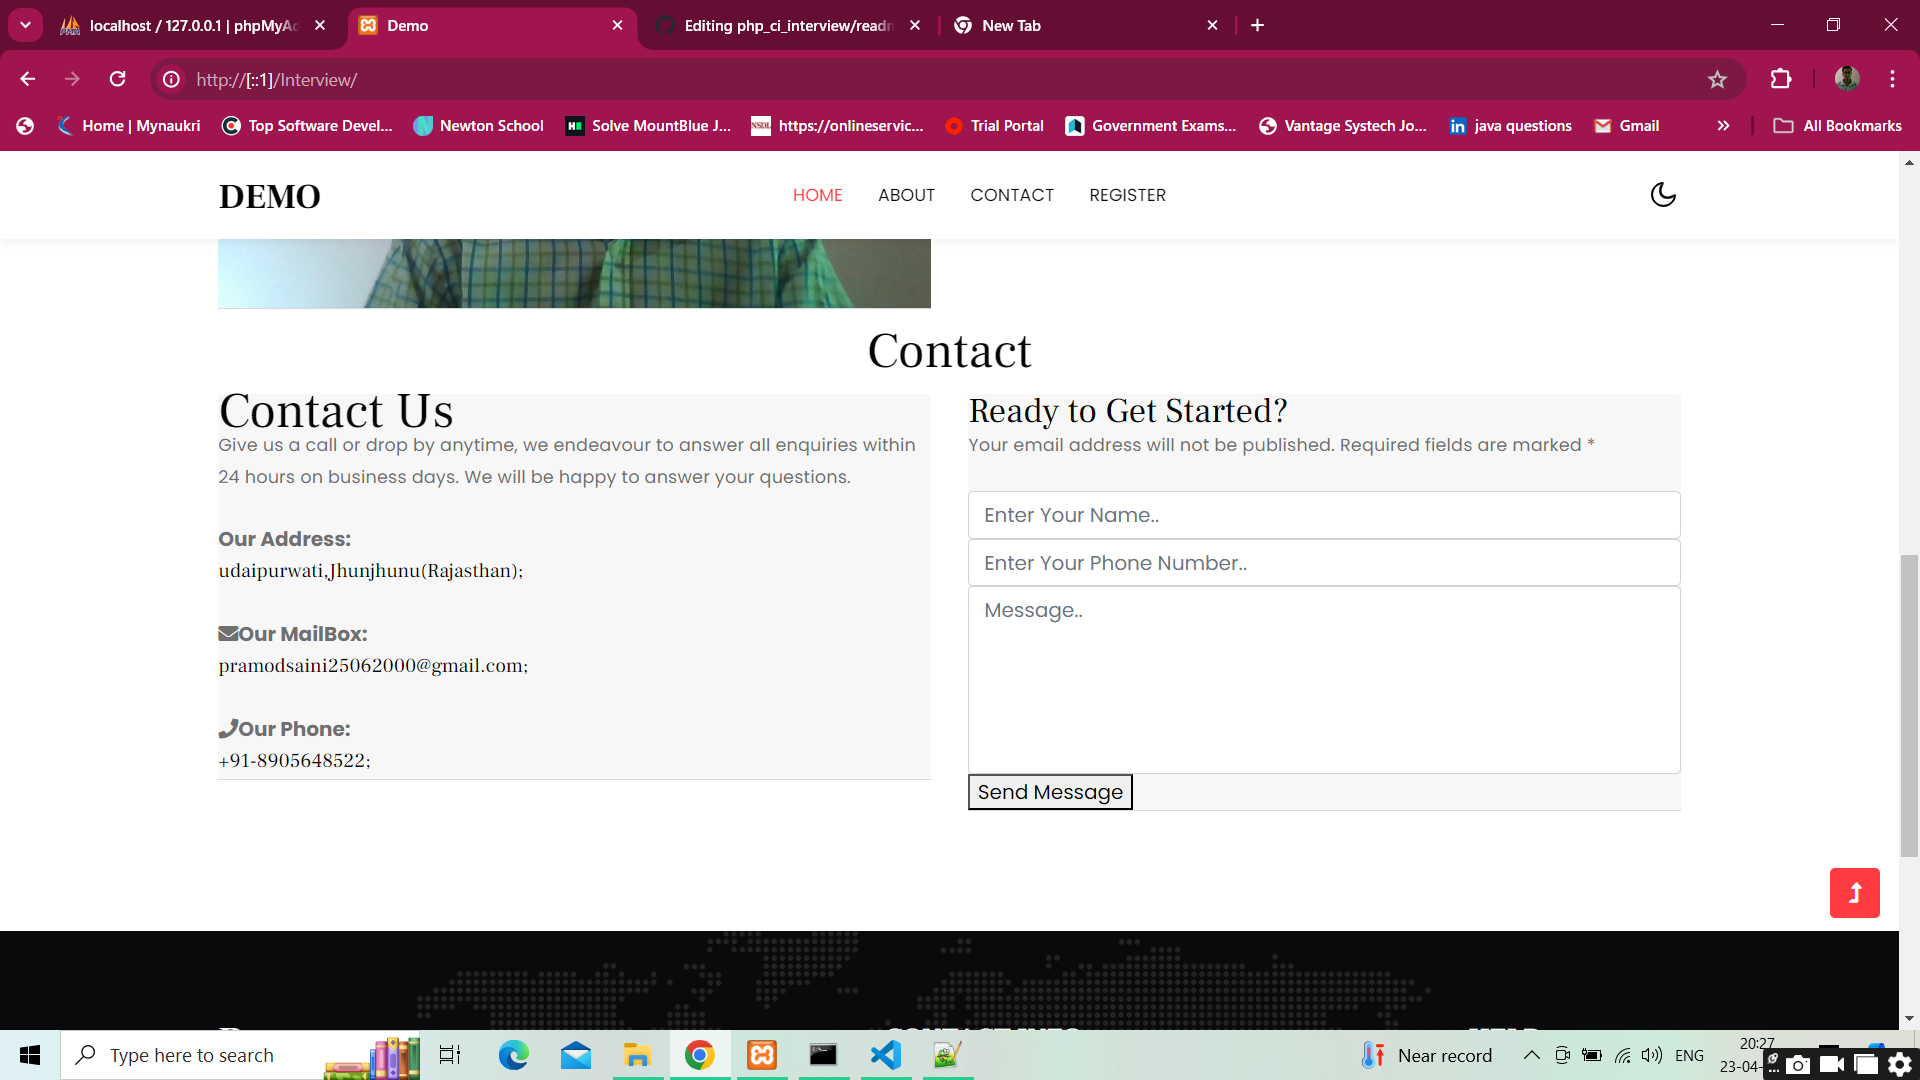 localhost / 127.0.0.1 | phpMyAd
Demo
Editing php_ci_interview/readn
New Tab
http://[::1]/Interview/
Home | Mynaukri
Top Software Devel...
Newton School
Solve MountBlue J...
NSDL
https://onlineservic...
Trial Portal
Government Exams...
Vantage Systech Jo...
java questions
Gmail
All Bookmarks
DEMO
HOME
ABOUT
CONTACT
REGISTER
Contact
Contact Us
Give us a call or drop by anytime, we endeavour to answer all enquiries within
24 hours on business days. We will be happy to answer your questions.
Our Address:
udaipurwati,Jhunjhunu(Rajasthan);
Our MailBox:
pramodsaini25062000@gmail.com;
Our Phone:
+91-8905648522;
Ready to Get Started?
Your email address will not be published. Required fields are marked *
Enter Your Name..
Enter Your Phone Number..
Message..
Send Message
Type here to search
Near record
ENG
20:27
23-04-